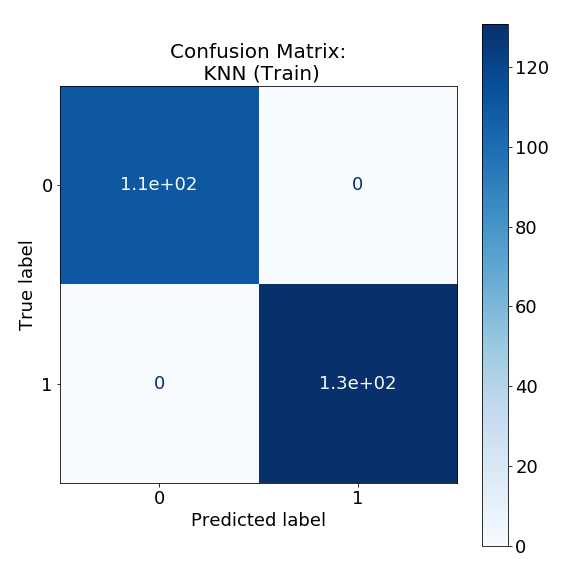 Confusion Matrix:
KNN (Train)
True label
0
1.1e+02
0
1
0
1.3e+02
0
1
Predicted label
120
100
80
60
40
20
0